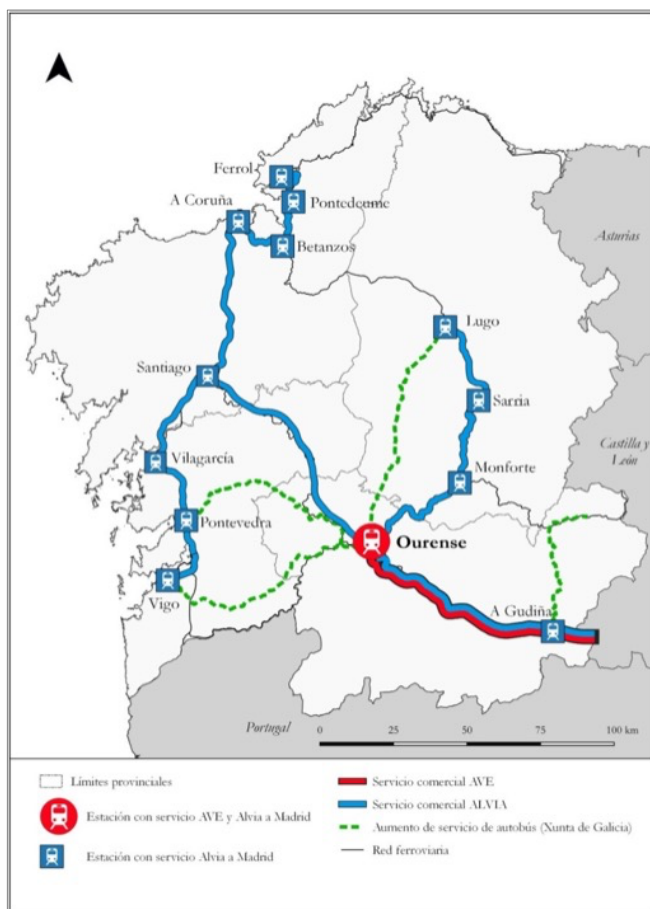 Ferrol
A Coruña
Pontedeume
Betanzos
Asturias
Lugo
Santiago
Sarria
Castilla y
León
Vilagarcía
Monforte
Pontevedra
Ourense
Vigo
A Gudiña
Portugal
0 25 50 75 100 km
Límites provinciales
Servicio comercial AVE
Estación con servicio AVE y Alvia a Madrid
Servicio comercial ALVIA
Aumento de servicio de autobús (Xunta de Galicia)
Estación con servicio Alvia a Madrid
Red ferroviaria